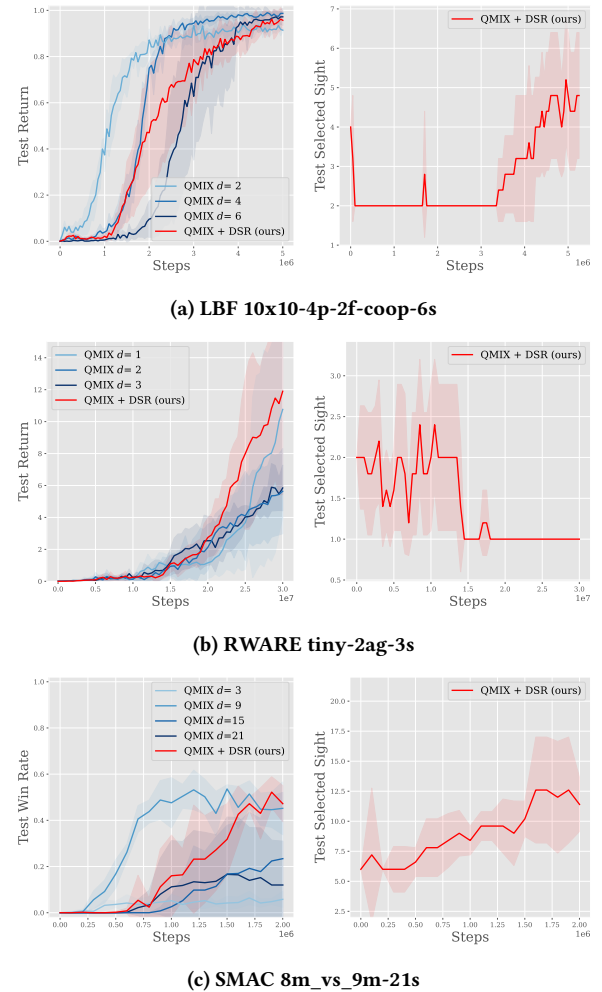 1.0
0.8
0.6
0.4
0.2
0.0
Test Return
QMIX d= 2
QMIX d= 4
QMIX d= 6
QMIX + DSR (ours)
0 1 2 3 4 5
1e6
Steps
7
6
5
4
3
2
1
Test Selected Sight
QMIX + DSR (ours)
0 1 2 3 4 5
1e6
Steps
(a) LBF 10x10-4p-2f-coop-6s
14
12
10
8
6
4
2
0
Test Return
QMIX d= 1
QMIX d= 2
QMIX d= 3
QMIX + DSR (ours)
0.0 0.5 1.0 1.5 2.0 2.5 3.0
1e7
Steps
3.0
2.5
2.0
1.5
1.0
0.5
Test Selected Sight
QMIX + DSR (ours)
0.0 0.5 1.0 1.5 2.0 2.5 3.0
1e7
Steps
(b) RWARE tiny-2ag-3s
1.0
0.8
0.6
0.4
0.2
0.0
Test Win Rate
QMIX d= 3
QMIX d= 9
QMIX d=15
QMIX d=21
QMIX + DSR (ours)
0.00 0.25 0.50 0.75 1.00 1.25 1.50 1.75 2.00
1e6
Steps
20.0
17.5
15.0
12.5
10.0
7.5
5.0
2.5
Test Selected Sight
QMIX + DSR (ours)
0.00 0.25 0.50 0.75 1.00 1.25 1.50 1.75 2.00
1e6
Steps
(c) SMAC 8m_vs_9m-21s